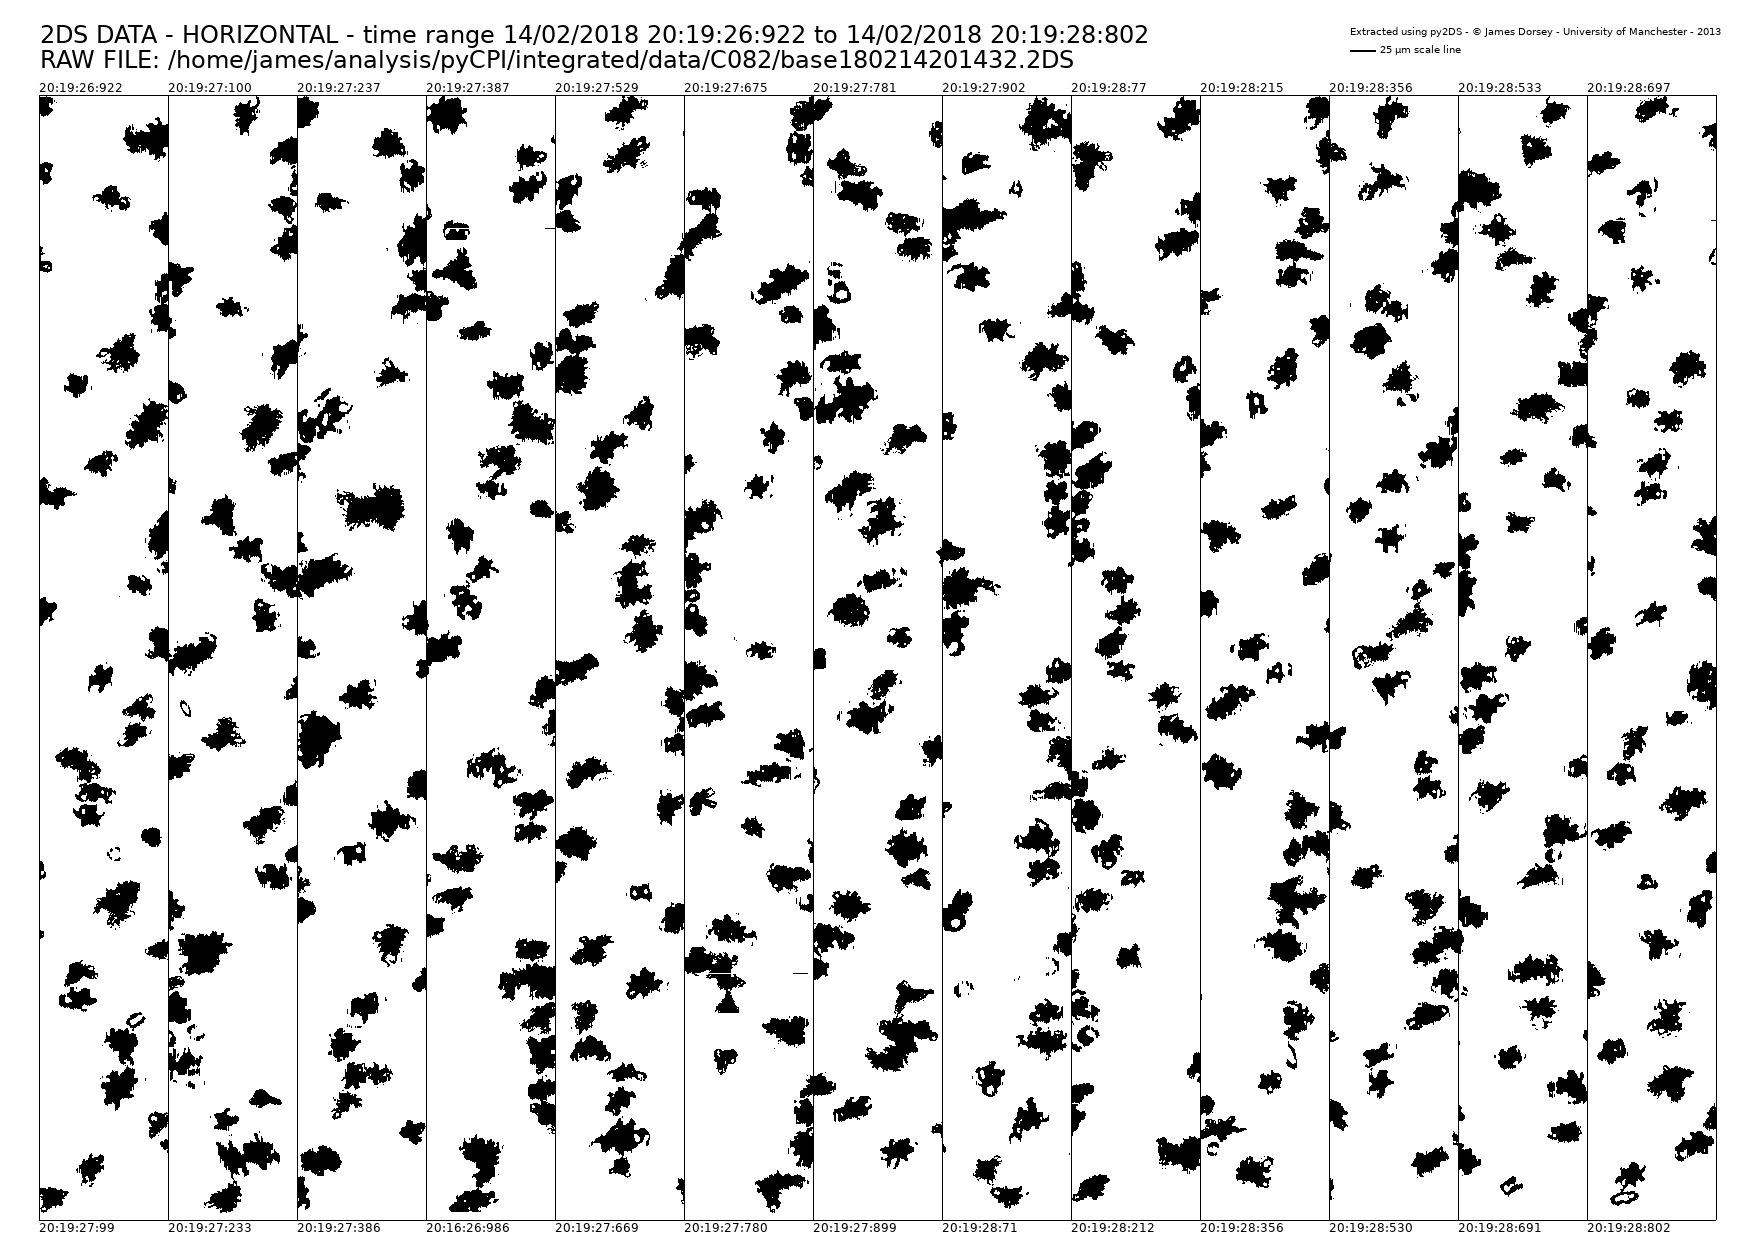 2DS DATA - HORIZONTAL - time range 14/02/2018 20:19:26:922 to 14/02/2018 20:19:28:802
RAW FILE: /home/james/analysis/pyCPI/integrated/data/C082/base180214201432.2DS
Extracted using py2DS - © James Dorsey - University of Manchester - 2013
25 µm scale line
20:19:26:922 20:19:27:100 20:19:27:237 20:19:27:387 20:19:27:529 20:19:27:675 20:19:27:781 20:19:27:902 20:19:28:77 20:19:28:215 20:19:28:356 20:19:28:533 20:19:28:697
20:19:27:99 20:19:27:233 20:19:27:386 20:16:26:986 20:19:27:669 20:19:27:780 20:19:27:899 20:19:28:71 20:19:28:212 20:19:28:356 20:19:28:530 20:19:28:691 20:19:28:802